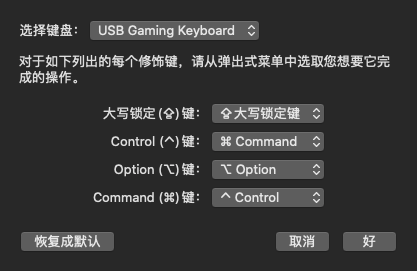 选择键盘： USB Gaming Keyboard
对于如下列出的每个修饰键，请从弹出式菜单中选取您想要它完
成的操作。
大写锁定 (⇪) 键： ⇪ 大写锁定键
Control (^) 键： ⌘ Command
Option (⌥) 键： ⌥ Option
Command (⌘) 键： ^ Control
恢复成默认 取消 好